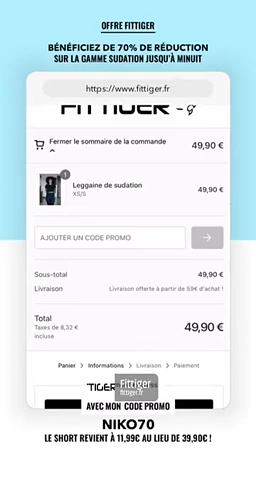 OFFRE FITTIGER
BÉNÉFICIEZ DE 70% DE RÉDUCTION
SUR LA GAMME SUDATION JUSQU'À MINUIT
https://www.fittiger.fr
FITTIGER
Fermer le sommaire de la commande
49,90 €
1
Leggaine de sudation
XS/S
49,90 €
AJOUTER UN CODE PROMO
Sous-total
49,90 €
Livraison
Livraison offerte à partir de 59€ d'achat !
Total
Taxes de 8,32 €
incluse
49,90 €
Panier > Informations > Livraison > Paiement
TIGER
Fittiger
fittiger.fr
AVEC MON CODE PROMO
NIKO70
LE SHORT REVIENT À 11,99€ AU LIEU DE 39,90€ !